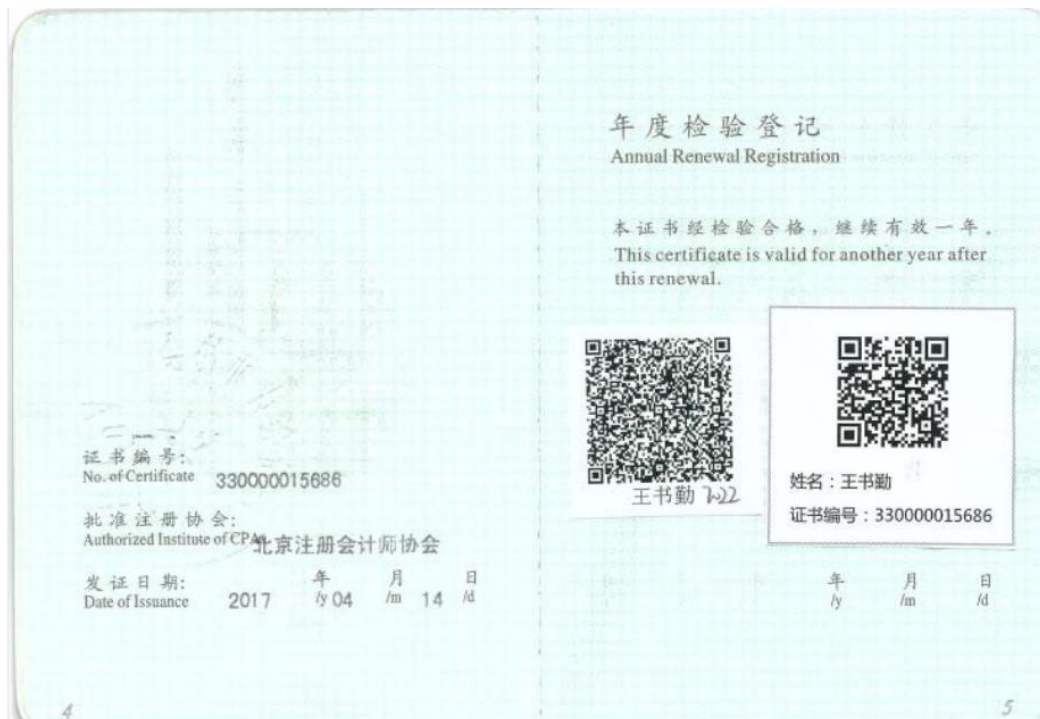 证书编号:
No. of Certificate 330000015686
批准注册协会:
Authorized Institute of CPAs 北京注册会计师协会
发证日期: 年 月 日
Date of Issuance 2017 /y 04 /m 14 /d
4
年度检验登记
Annual Renewal Registration
本证书经检验合格，继续有效一年。
This certificate is valid for another year after
this renewal.
王书勤 2022
姓名：王书勤
证书编号：330000015686
年 月 日
/y /m /d
5